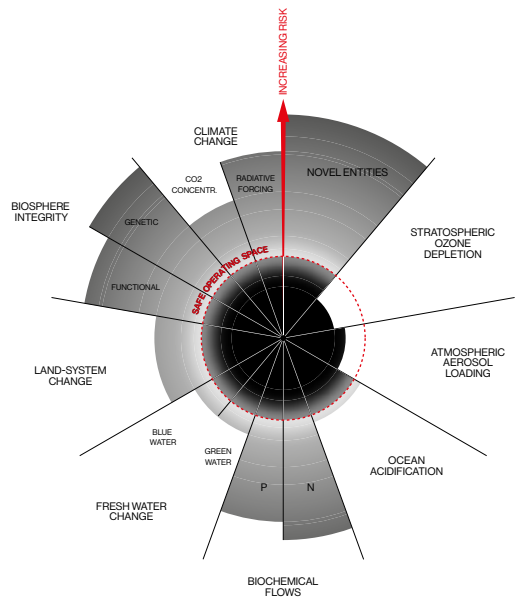 INCREASING RISK
CLIMATE
CHANGE
CO2
CONCENTR.
RADIATIVE
FORCING
NOVEL ENTITIES
BIOSPHERE
INTEGRITY
GENETIC
STRATOSPHERIC
OZONE
DEPLETION
SAFE OPERATING SPACE
FUNCTIONAL
LAND-SYSTEM
CHANGE
ATMOSPHERIC
AEROSOL
LOADING
BLUE
WATER
GREEN
WATER
P
N
OCEAN
ACIDIFICATION
FRESH WATER
CHANGE
BIOCHEMICAL
FLOWS